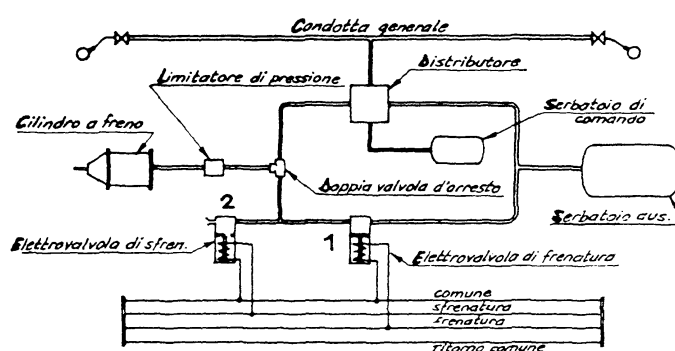 Condotta generale
Limitatore di pressione
Distributore
Cilindro a freno
Serbatoio di
comando
Doppia valvola d'arresto
2
Serbatoio aus.
Elettrovalvola di sfren.
1
Elettrovalvola di frenatura
comune
sfrenatura
frenatura
ritorno comune